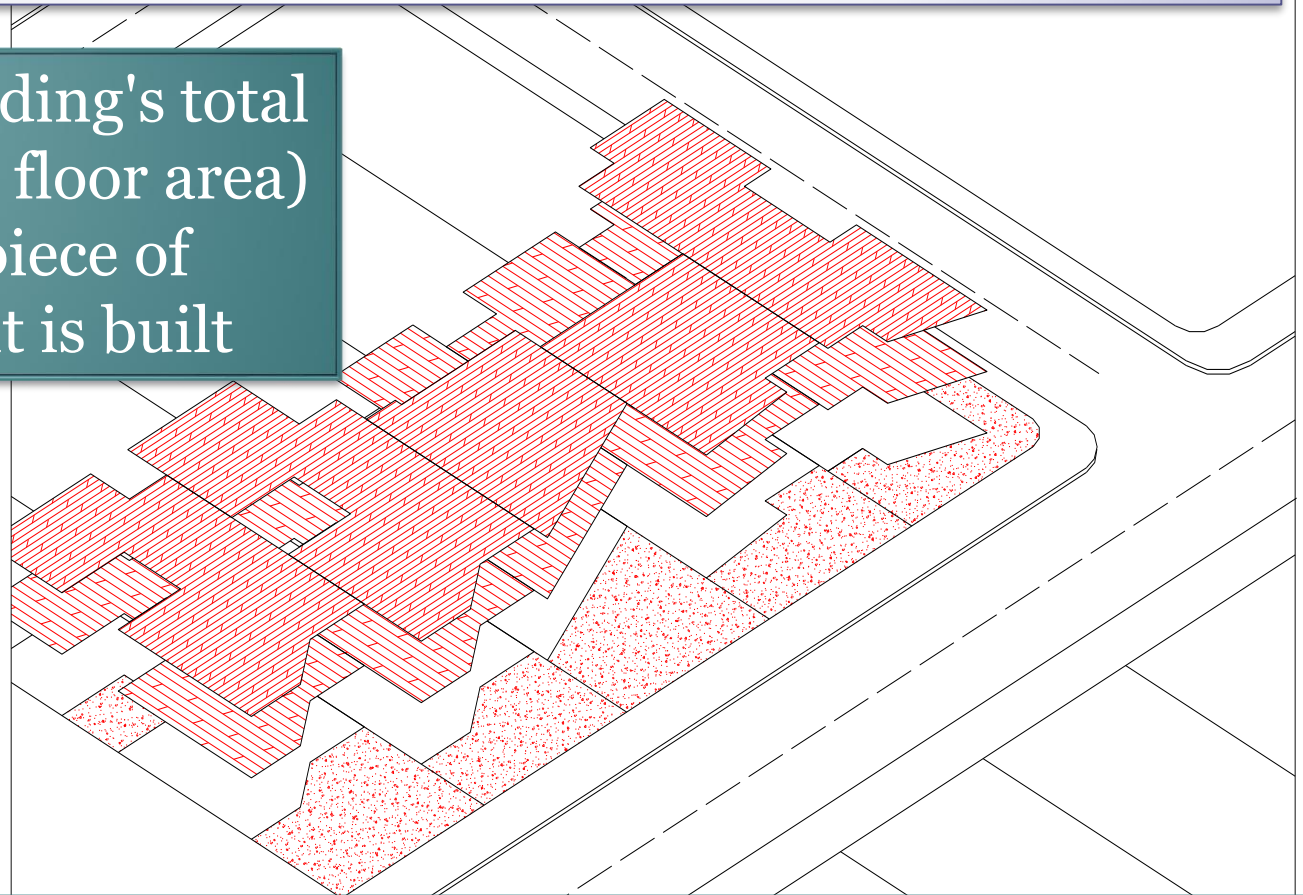 ding's total
floor area)
piece of
t is built